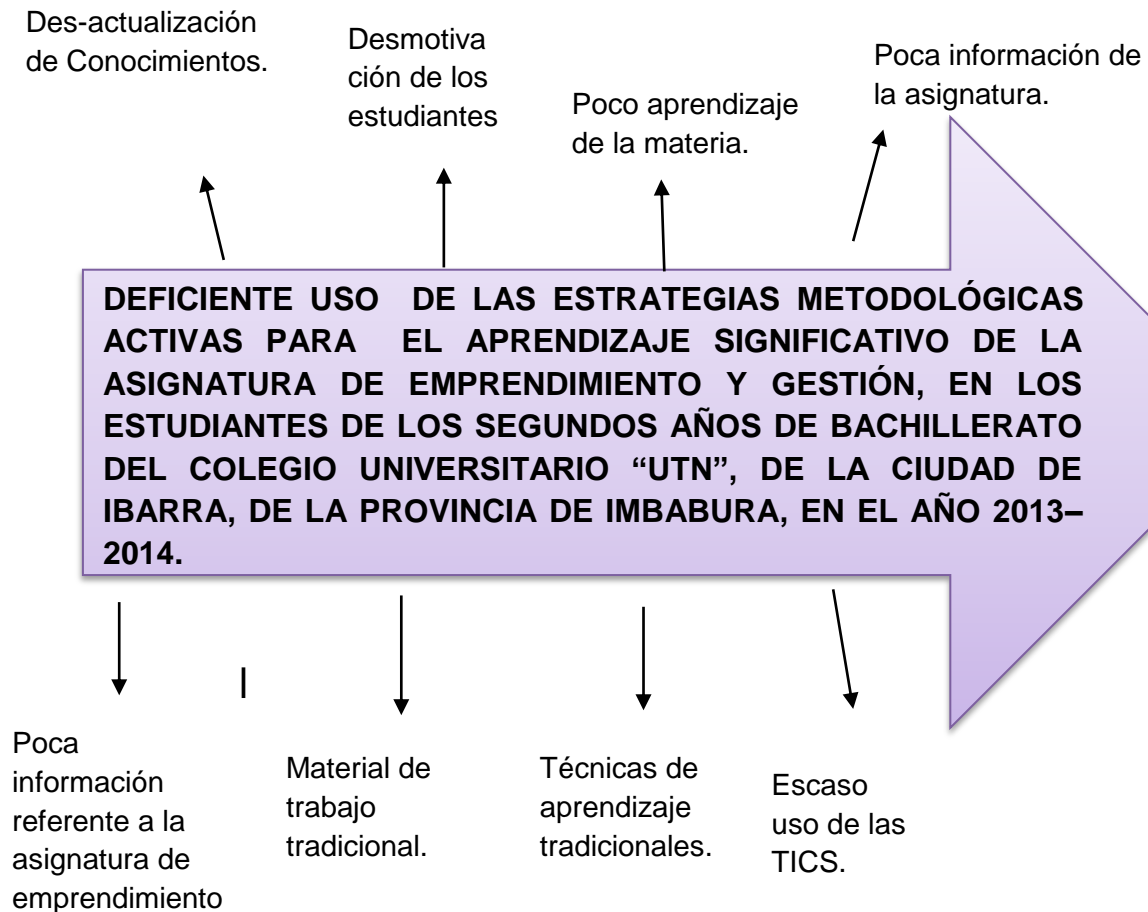 Des-actualización
de Conocimientos.
Desmotiva
ción de los
estudiantes
Poco aprendizaje
de la materia.
Poca información de
la asignatura.
DEFICIENTE USO DE LAS ESTRATEGIAS METODOLÓGICAS
ACTIVAS PARA EL APRENDIZAJE SIGNIFICATIVO DE LA
ASIGNATURA DE EMPRENDIMIENTO Y GESTIÓN, EN LOS
ESTUDIANTES DE LOS SEGUNDOS AÑOS DE BACHILLERATO
DEL COLEGIO UNIVERSITARIO “UTN”, DE LA CIUDAD DE
IBARRA, DE LA PROVINCIA DE IMBABURA, EN EL AÑO 2013–
2014.
l
Poca
información
referente a la
asignatura de
emprendimiento
Material de
trabajo
tradicional.
Técnicas de
aprendizaje
tradicionales.
Escaso
uso de las
TICS.